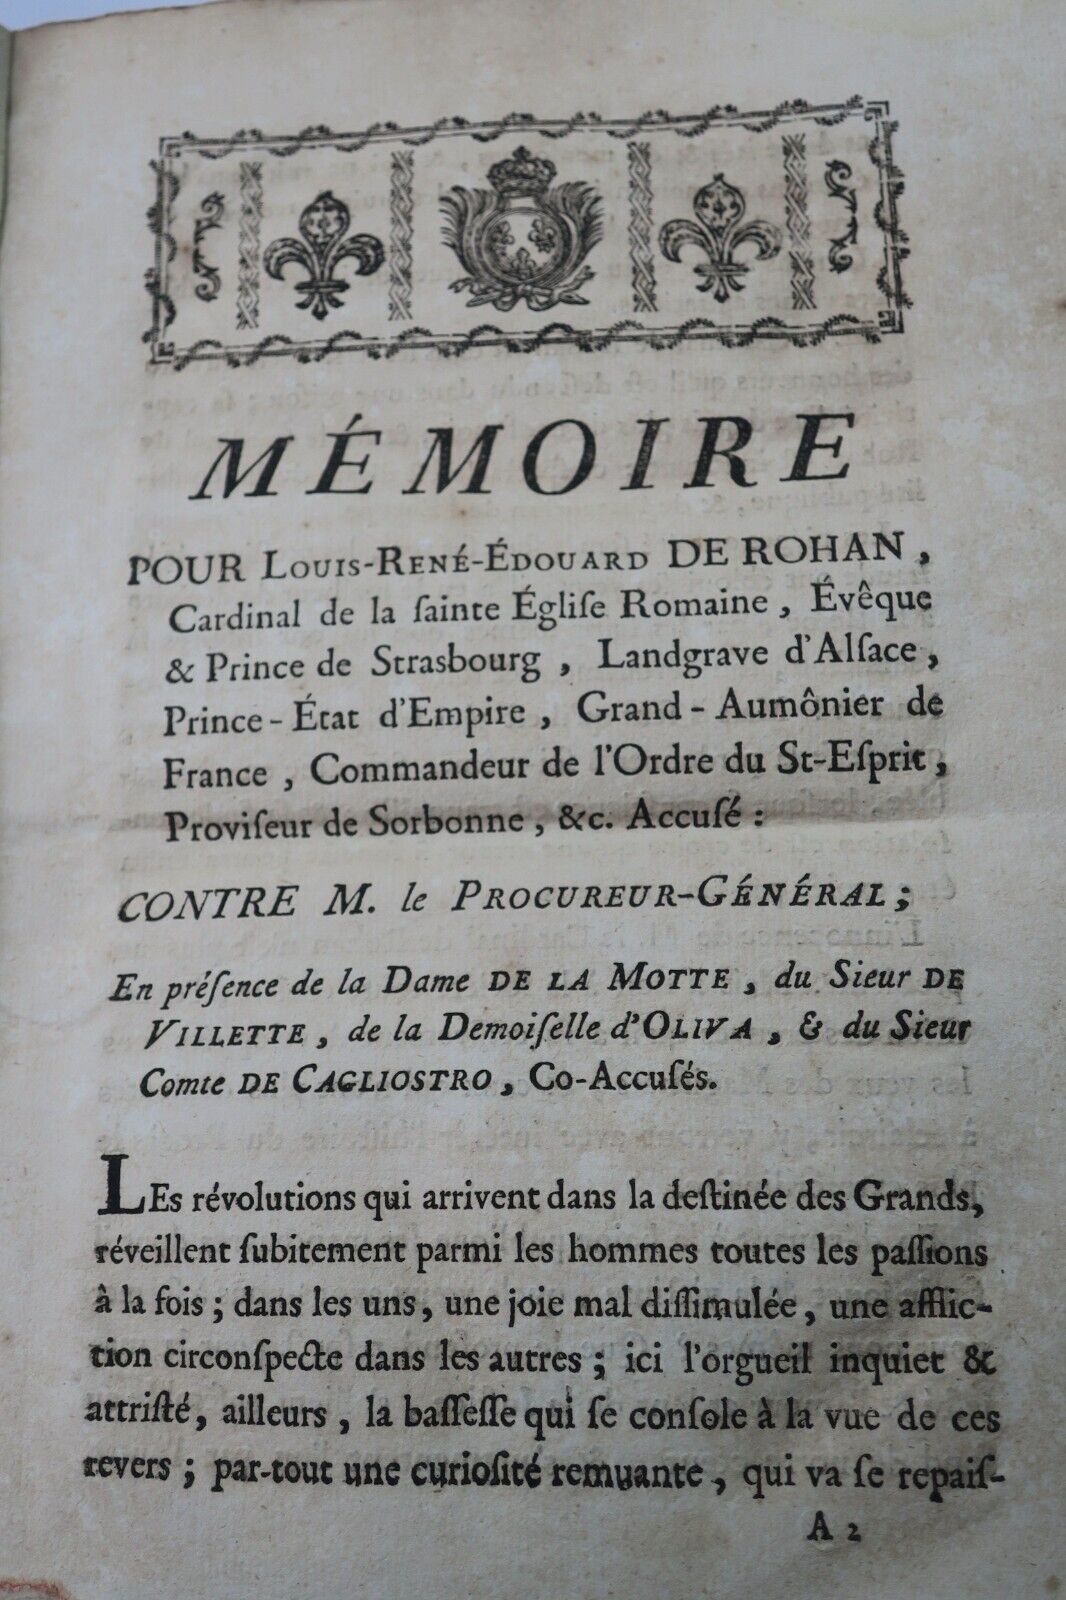 MÉMOIRE
POUR LOUIS-RENÉ-ÉDOUARD DE ROHAN,
Cardinal de la ſainte Égliſe Romaine, Évêque
& Prince de Strasbourg, Landgrave d'Alſace,
Prince-État d'Empire, Grand-Aumônier de
France, Commandeur de l'Ordre du St-Eſprit,
Proviſeur de Sorbonne, &c. Accuſé :
CONTRE M. le PROCUREUR-GÉNÉRAL ;
En préſence de la Dame DE LA MOTTE, du Sieur DE
VILLETTE, de la Demoiſelle d'OLIVA, & du Sieur
Comte DE CAGLIOSTRO, Co-Accuſés.
LEs révolutions qui arrivent dans la deſtinée des Grands,
réveillent ſubitement parmi les hommes toutes les paſſions
à la fois ; dans les uns, une joie mal diſſimulée, une afflic-
tion circonſpecte dans les autres ; ici l'orgueil inquiet &
attriſté, ailleurs, la baſſeſſe qui ſe conſole à la vue de ces
revers ; par-tout une curioſité remuante, qui va ſe repaiſ-
A 2